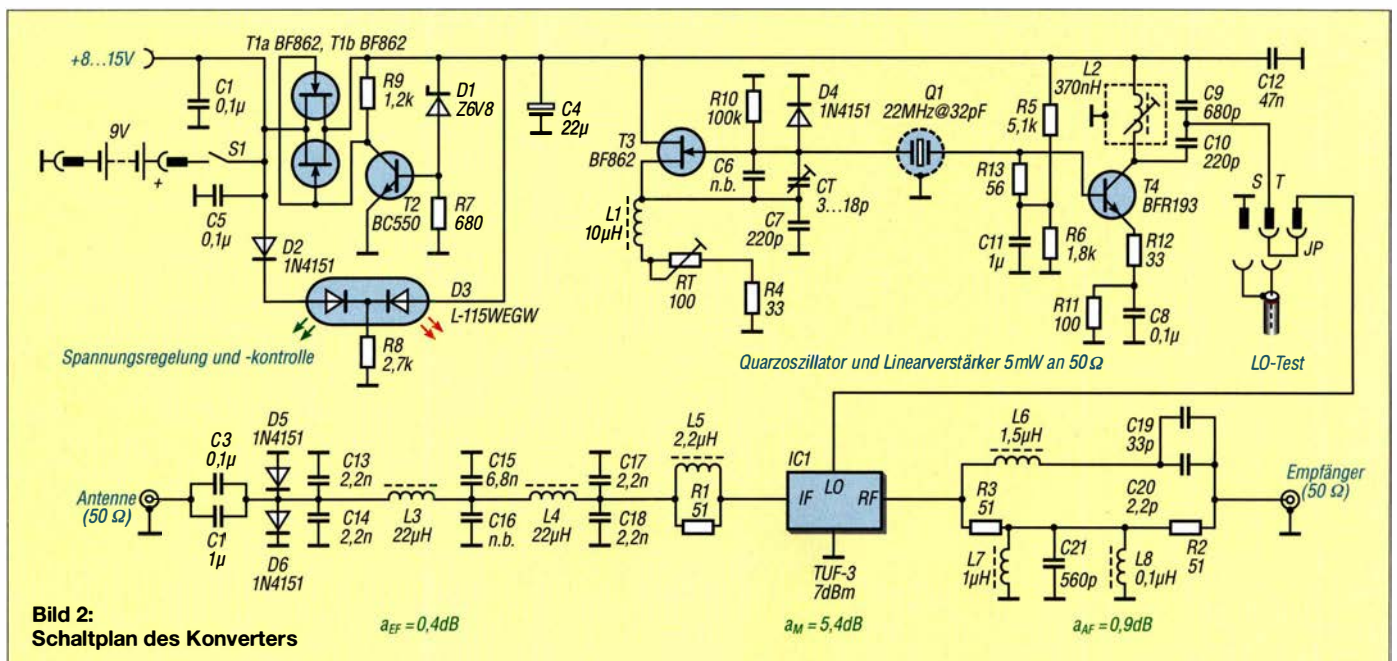 T1a BF862, T1b BF862
+8...15V
C1
0,1µ
R9
1,2k
D1
Z6V8
C4
22µ
9V
S1
+
C5
0,1µ
T2
BC550
R7
680
D2
1N4151
D3
L-115WEGW
R8
2,7k
Spannungsregelung und -kontrolle
T3
BF862
R10
100k
D4
1N4151
C6
n.b.
CT
3...18p
L1
10µH
C7
220p
RT
100
R4
33
Q1
22MHz@32pF
R5
5,1k
R13
56
C11
1µ
R6
1,8k
L2
370nH
C9
680p
C12
47n
C10
220p
T4
BFR193
R12
33
R11
100
C8
0,1µ
S
T
JP
Quarzoszillator und Linearverstärker 5mW an 50 Ω
LO-Test
Antenne
(50 Ω)
C3
0,1µ
C1
1µ
D5
1N4151
D6
1N4151
C13
2,2n
C14
2,2n
L3
22µH
C15
6,8n
C16
n.b.
L4
22µH
C17
2,2n
C18
2,2n
L5
2,2µH
R1
51
IC1
LO
IF
RF
TUF-3
7dBm
L6
1,5µH
C19
33p
C20
2,2p
R3
51
R2
51
L7
1µH
C21
560p
L8
0,1µH
Empfänger
(50 Ω)
Bild 2:
Schaltplan des Konverters
aEF = 0,4dB
aM = 5,4dB
aAF = 0,9dB